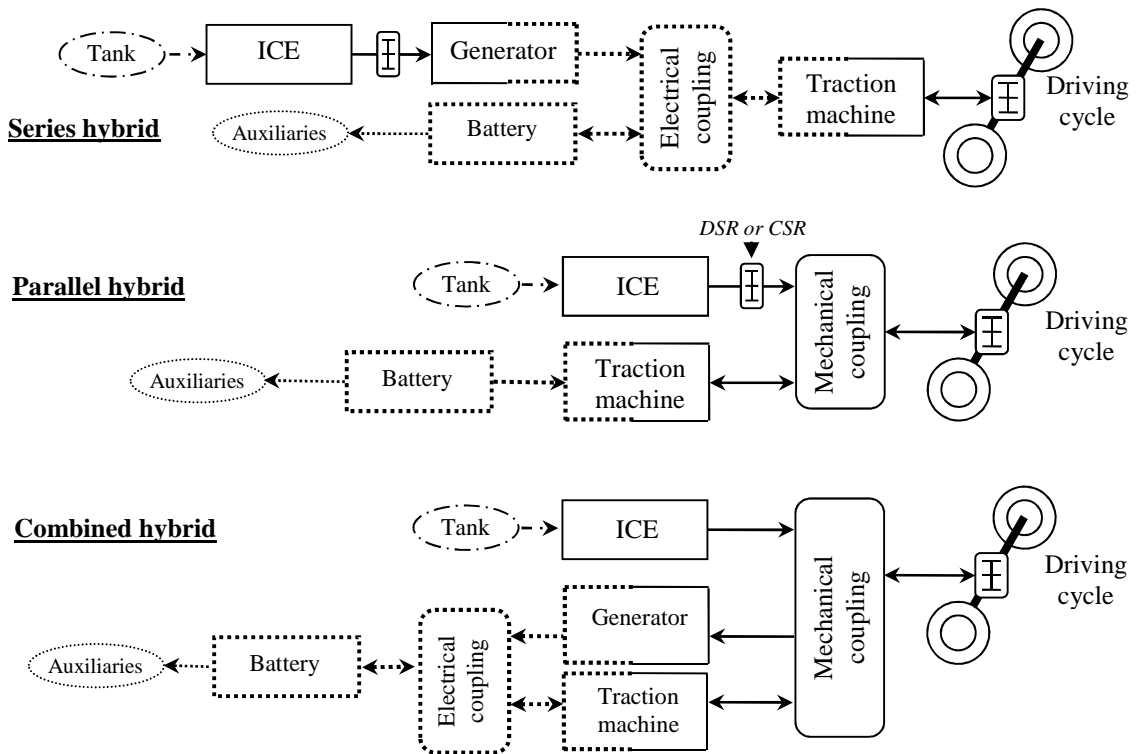 Tank
ICE
Generator
Electrical
coupling
Traction
machine
Driving
cycle
Series hybrid
Auxiliaries
Battery
DSR or CSR
Parallel hybrid
Tank
ICE
Mechanical
coupling
Driving
cycle
Auxiliaries
Battery
Traction
machine
Combined hybrid
Tank
ICE
Mechanical
coupling
Driving
cycle
Generator
Auxiliaries
Battery
Electrical
coupling
Traction
machine